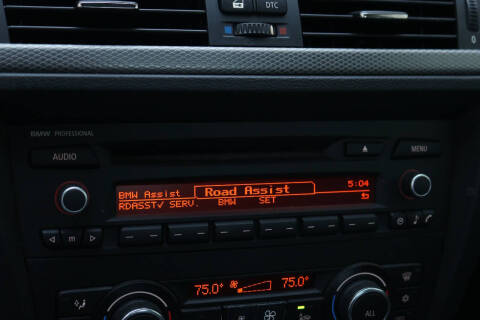 DTC
0
BMW PROFESSIONAL
AUDIO
MENU
BMW Assist Road Assist 5:04
RDASST✓ SERV. BMW SET
m
75.0° 75.0°
ALL